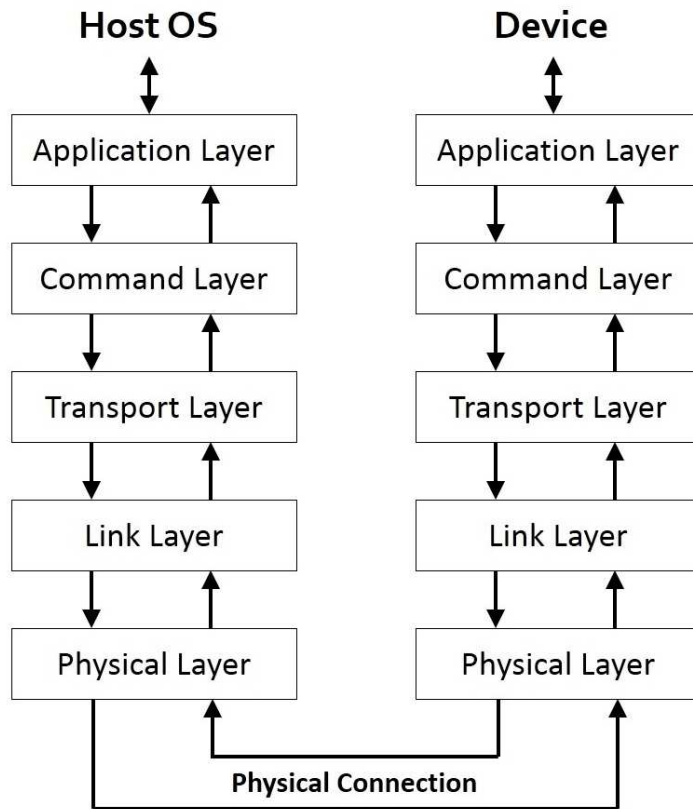 Host OS
Device
Application Layer
Application Layer
Command Layer
Command Layer
Transport Layer
Transport Layer
Link Layer
Link Layer
Physical Layer
Physical Layer
Physical Connection